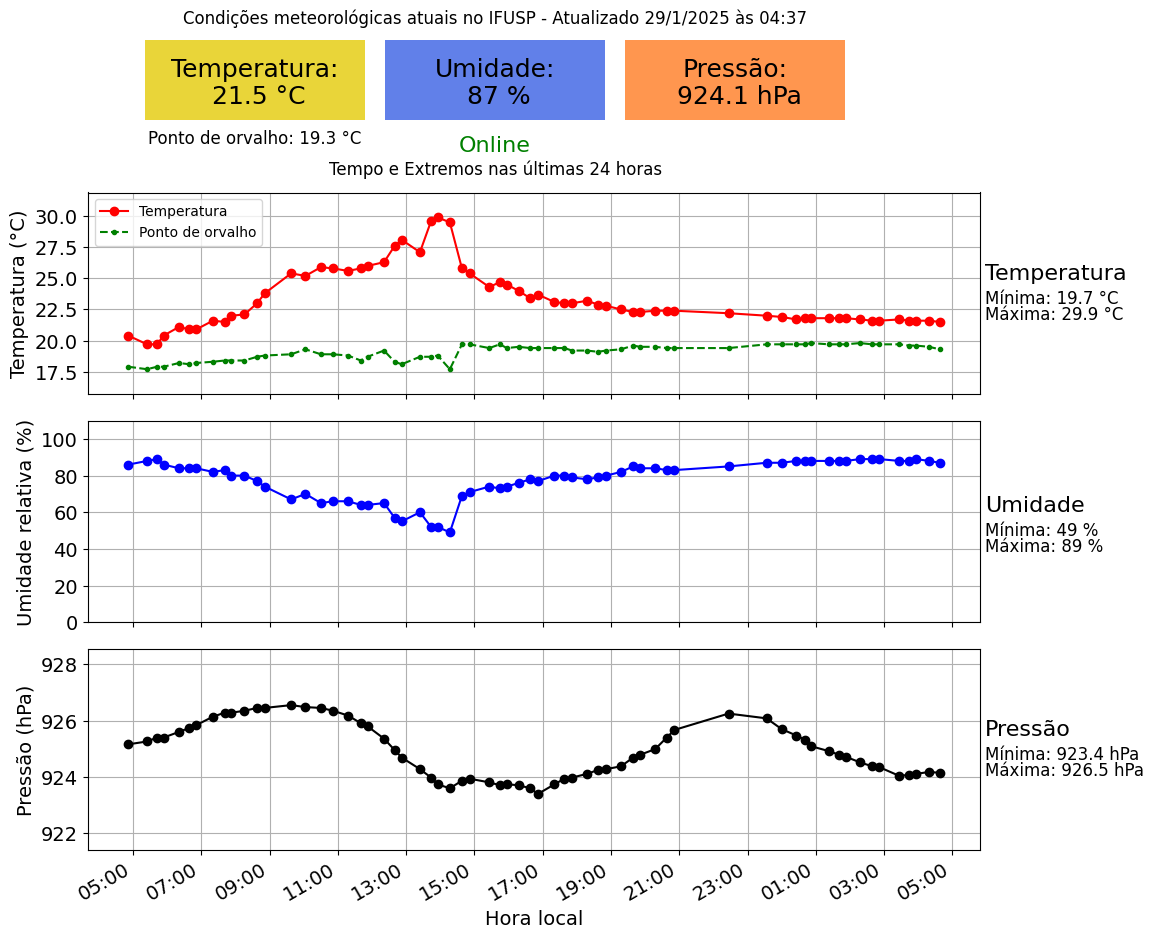 Condições meteorológicas atuais no IFUSP - Atualizado 29/1/2025 às 04:37
Temperatura:
21.5 °C
Umidade:
87 %
Pressão:
924.1 hPa
Ponto de orvalho: 19.3 °C
Online
Tempo e Extremos nas últimas 24 horas
Temperatura (°C)
30.0
27.5
25.0
22.5
20.0
17.5
Temperatura
Ponto de orvalho
Temperatura
Mínima: 19.7 °C
Máxima: 29.9 °C
Umidade relativa (%)
100
80
60
40
20
0
Umidade
Mínima: 49 %
Máxima: 89 %
Pressão (hPa)
928
926
924
922
Pressão
Mínima: 923.4 hPa
Máxima: 926.5 hPa
05:00 07:00 09:00 11:00 13:00 15:00 17:00 19:00 21:00 23:00 01:00 03:00 05:00
Hora local